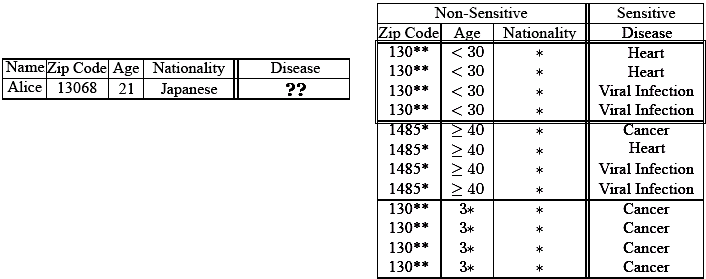 Name Zip Code Age Nationality Disease
Alice 13068 21 Japanese ??
Non-Sensitive Sensitive
Zip Code Age Nationality Disease
130** < 30 * Heart
130** < 30 * Heart
130** < 30 * Viral Infection
130** < 30 * Viral Infection
1485* ≥ 40 * Cancer
1485* ≥ 40 * Heart
1485* ≥ 40 * Viral Infection
1485* ≥ 40 * Viral Infection
130** 3* * Cancer
130** 3* * Cancer
130** 3* * Cancer
130** 3* * Cancer